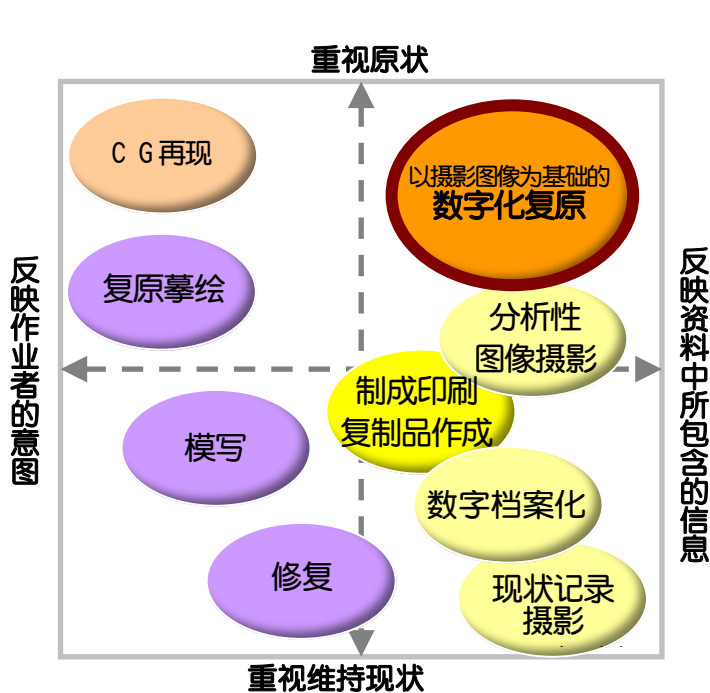 重视原状
C G再现
以摄影图像为基础的
数字化复原
复原摹绘
反映作业者的意图
反映资料中所包含的信息
分析性
图像摄影
制成印刷
复制品作成
模写
数字档案化
修复
现状记录
摄影
重视维持现状